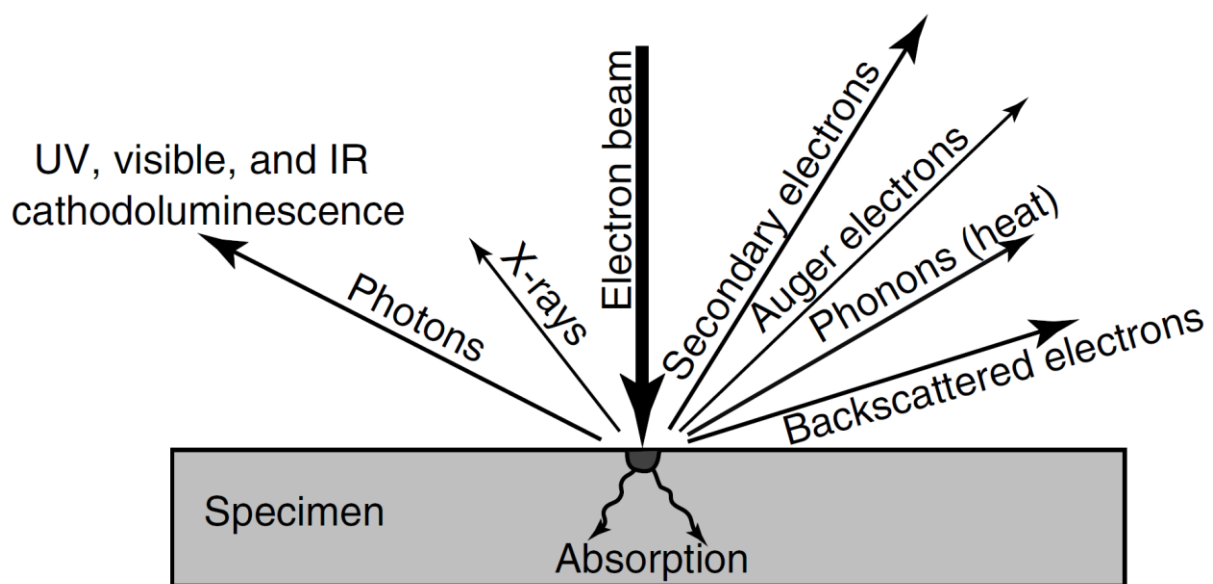 UV, visible, and IR
cathodoluminescence
Photons
X-rays
Electron beam
Secondary electrons
Auger electrons
Phonons (heat)
Backscattered electrons
Specimen
Absorption